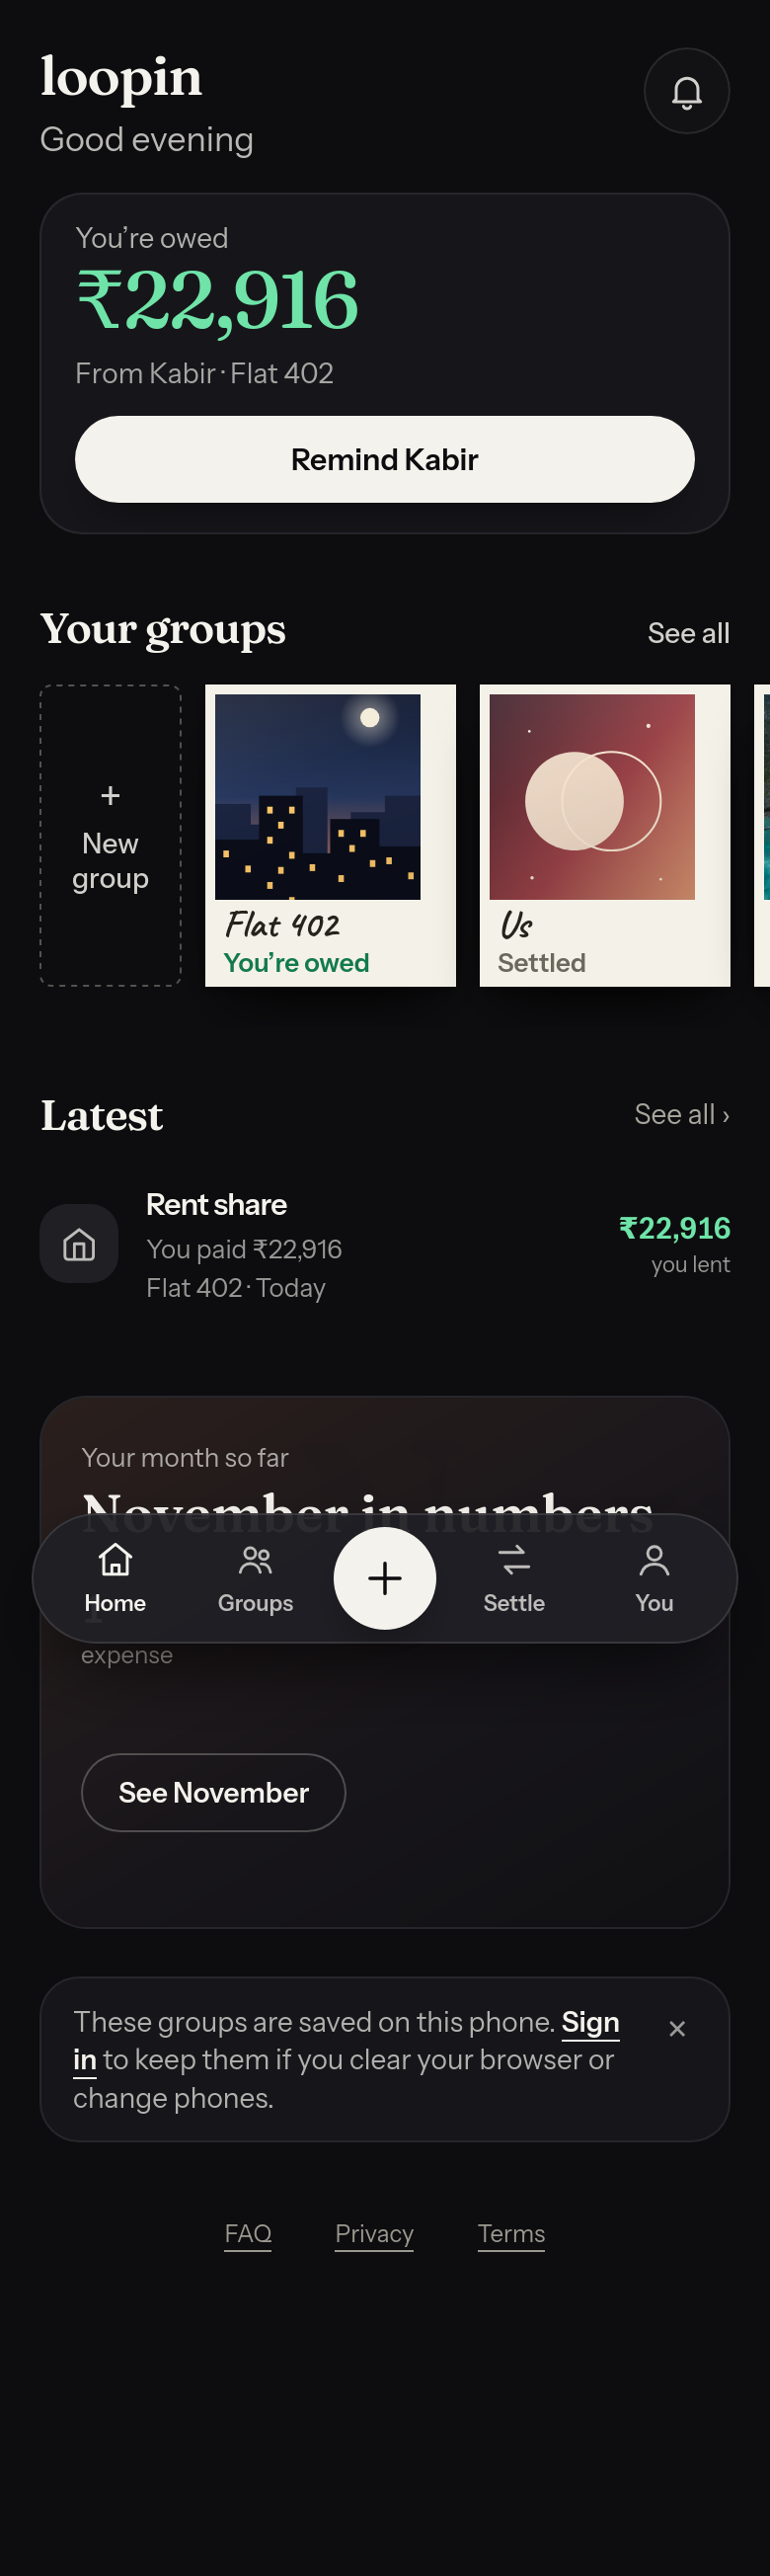 loopin
Good evening
You’re owed
₹22,916
From Kabir · Flat 402
Remind Kabir
Your groups
See all
+
New
group
Flat 402
You’re owed
Us
Settled
Latest
See all ›
Rent share
You paid ₹22,916
Flat 402 · Today
₹22,916
you lent
Your month so far
November in numbers
Home
Groups
Settle
You
expense
See November
These groups are saved on this phone. Sign
in to keep them if you clear your browser or
change phones.
FAQ
Privacy
Terms